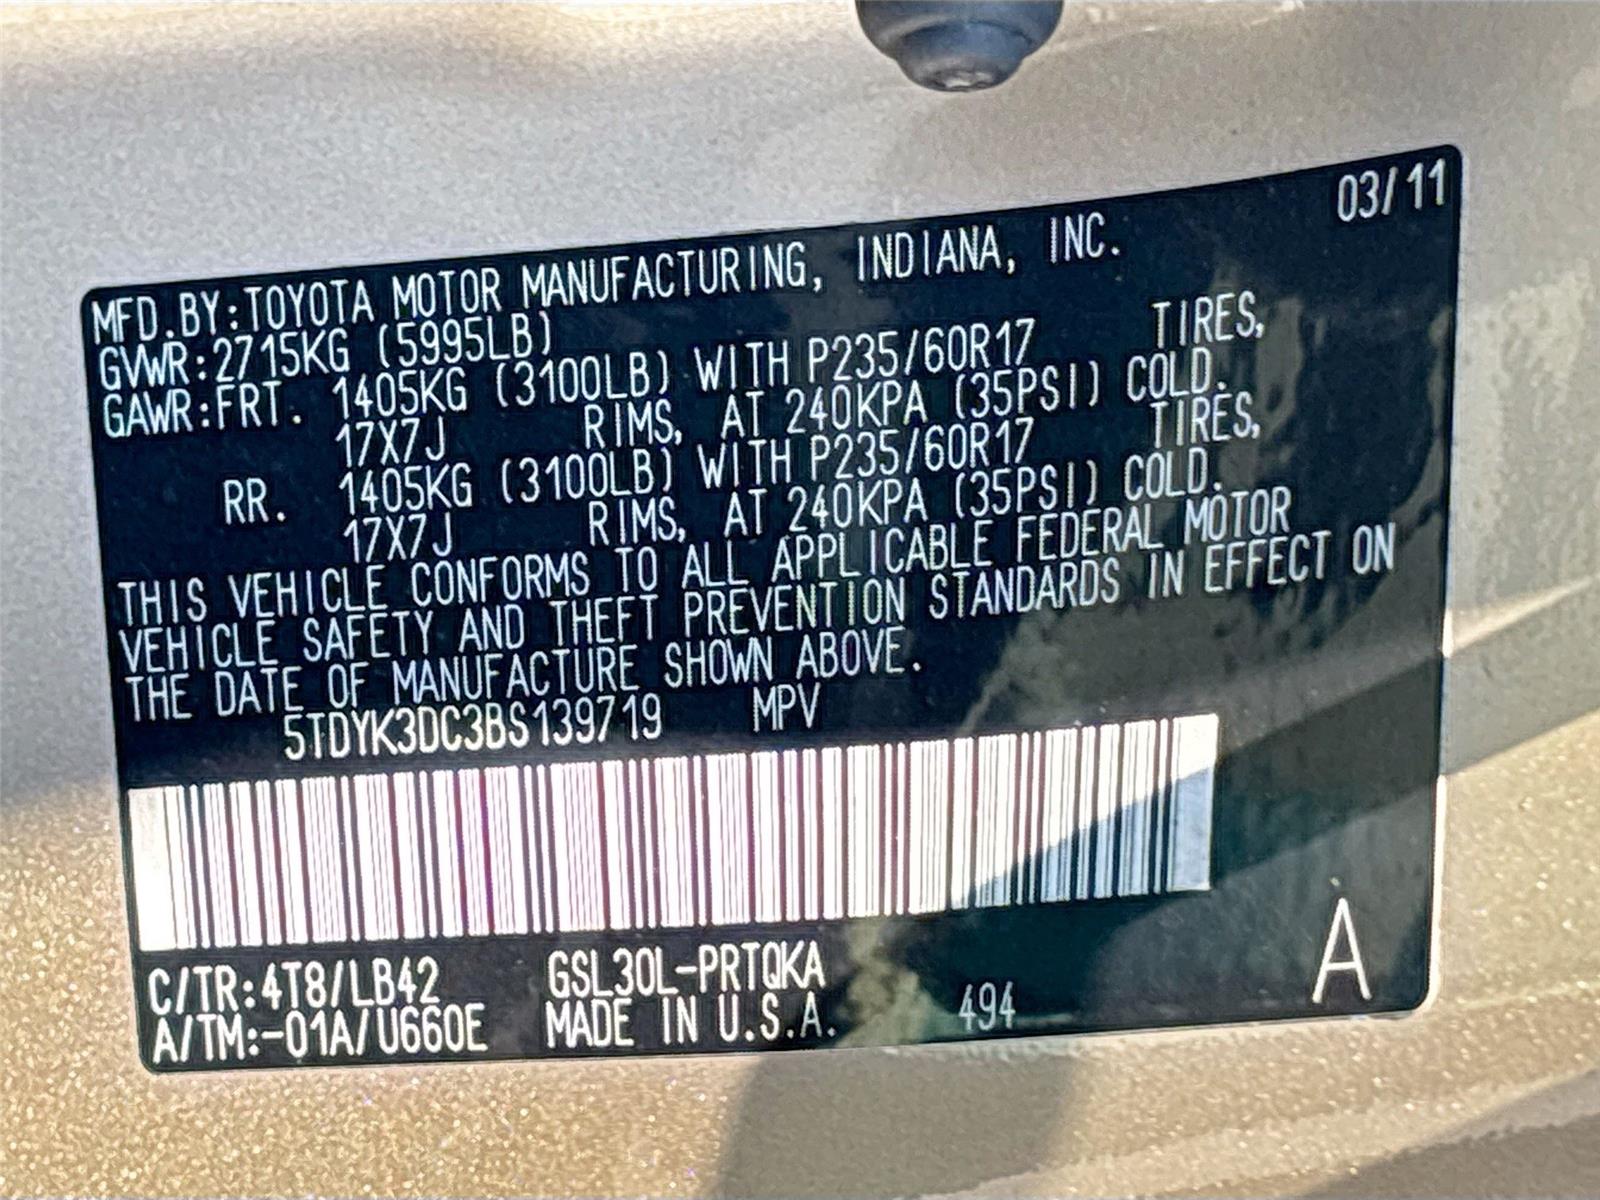 03/11
MFD.BY:TOYOTA MOTOR MANUFACTURING, INDIANA, INC.
GVWR:2715KG (5995LB)
GAWR:FRT. 1405KG (3100LB) WITH P235/60R17 TIRES,
17X7J RIMS, AT 240KPA (35PSI) COLD.
RR. 1405KG (3100LB) WITH P235/60R17 TIRES,
17X7J RIMS, AT 240KPA (35PSI) COLD.
THIS VEHICLE CONFORMS TO ALL APPLICABLE FEDERAL MOTOR
VEHICLE SAFETY AND THEFT PREVENTION STANDARDS IN EFFECT ON
THE DATE OF MANUFACTURE SHOWN ABOVE.
5TDYK3DC3BS139719 MPV
C/TR:4T8/LB42 GSL30L-PRTQKA
A/TM:-01A/U660E MADE IN U.S.A. 494
A